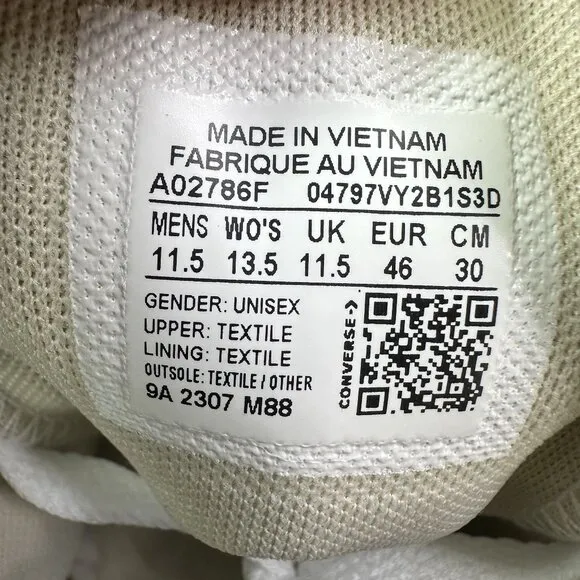 MADE IN VIETNAM
FABRIQUE AU VIETNAM
A02786F 04797VY2B1S3D
MENS WO'S UK EUR CM
11.5 13.5 11.5 46 30
GENDER: UNISEX
UPPER: TEXTILE
LINING: TEXTILE
OUTSOLE: TEXTILE / OTHER
9A 2307 M88
CONVERSE->